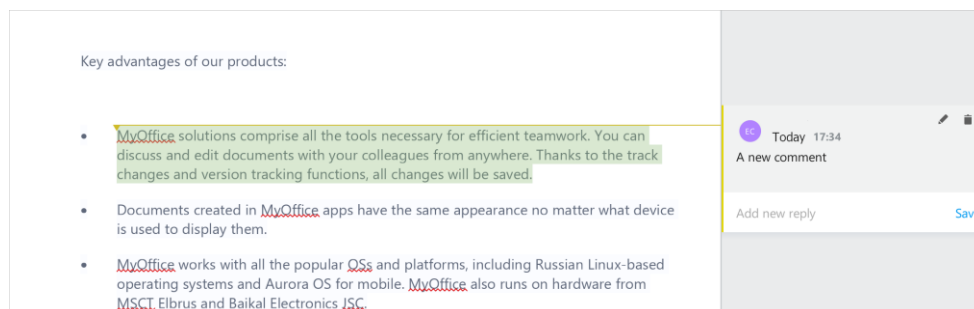 Key advantages of our products:
MyOffice solutions comprise all the tools necessary for efficient teamwork. You can
discuss and edit documents with your colleagues from anywhere. Thanks to the track
changes and version tracking functions, all changes will be saved.
Documents created in MyOffice apps have the same appearance no matter what device
is used to display them.
MyOffice works with all the popular OSs and platforms, including Russian Linux-based
operating systems and Aurora OS for mobile. MyOffice also runs on hardware from
MSCT Elbrus and Baikal Electronics JSC.
EC
Today 17:34
A new comment
Add new reply
Sav